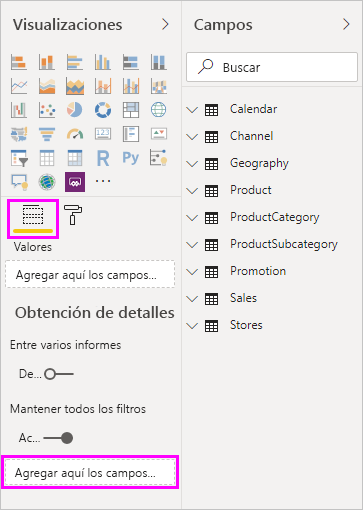 Visualizaciones
R
Py
123
Valores
Agregar aquí los campos...
Obtención de detalles
Entre varios informes
De...
Mantener todos los filtros
Ac...
Agregar aquí los campos...
Campos
Buscar
Calendar
Channel
Geography
Product
ProductCategory
ProductSubcategory
Promotion
Sales
Stores